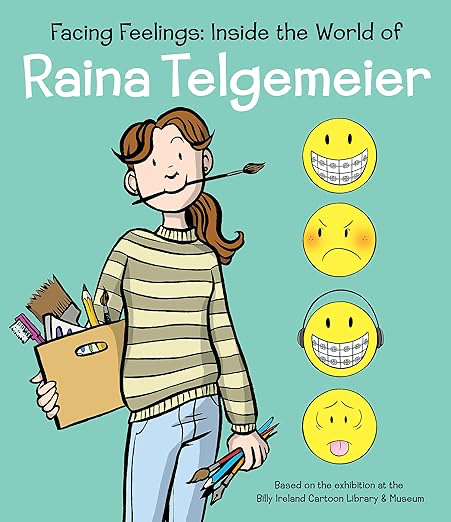 Facing Feelings: Inside the World of
Raina Telgemeier
Based on the exhibition at the
Billy Ireland Cartoon Library & Museum